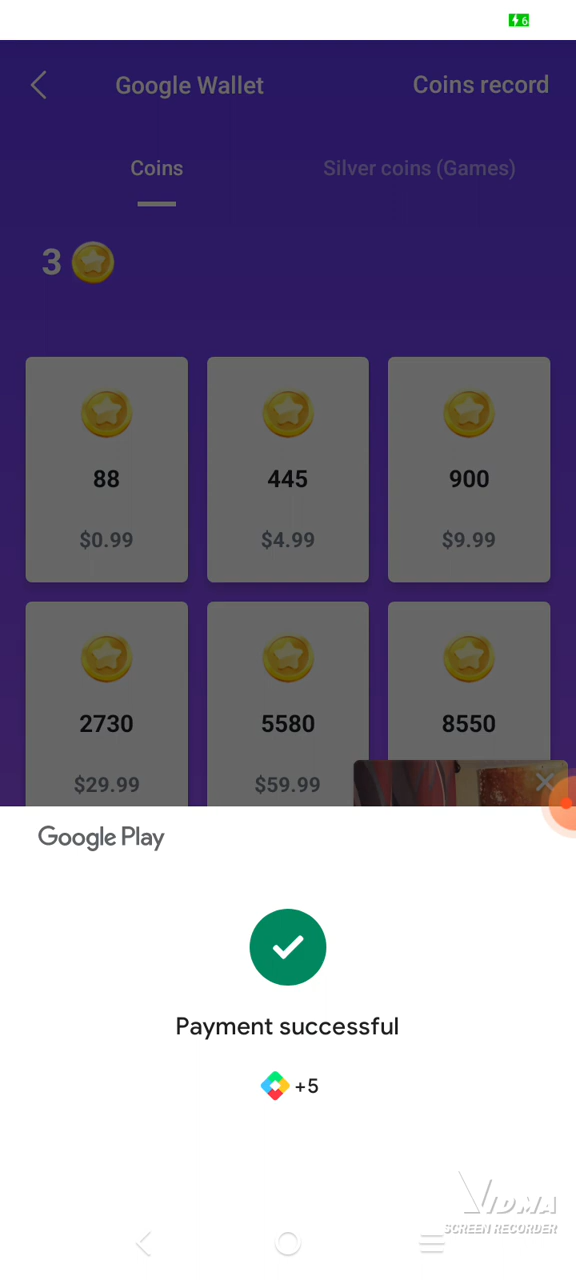 6
Google Wallet
Coins record
Coins
Silver coins (Games)
3
88
445
900
$0.99
$4.99
$9.99
2730
5580
8550
$29.99
$59.99
Google Play
Payment successful
+5
VIDMA
SCREEN RECORDER